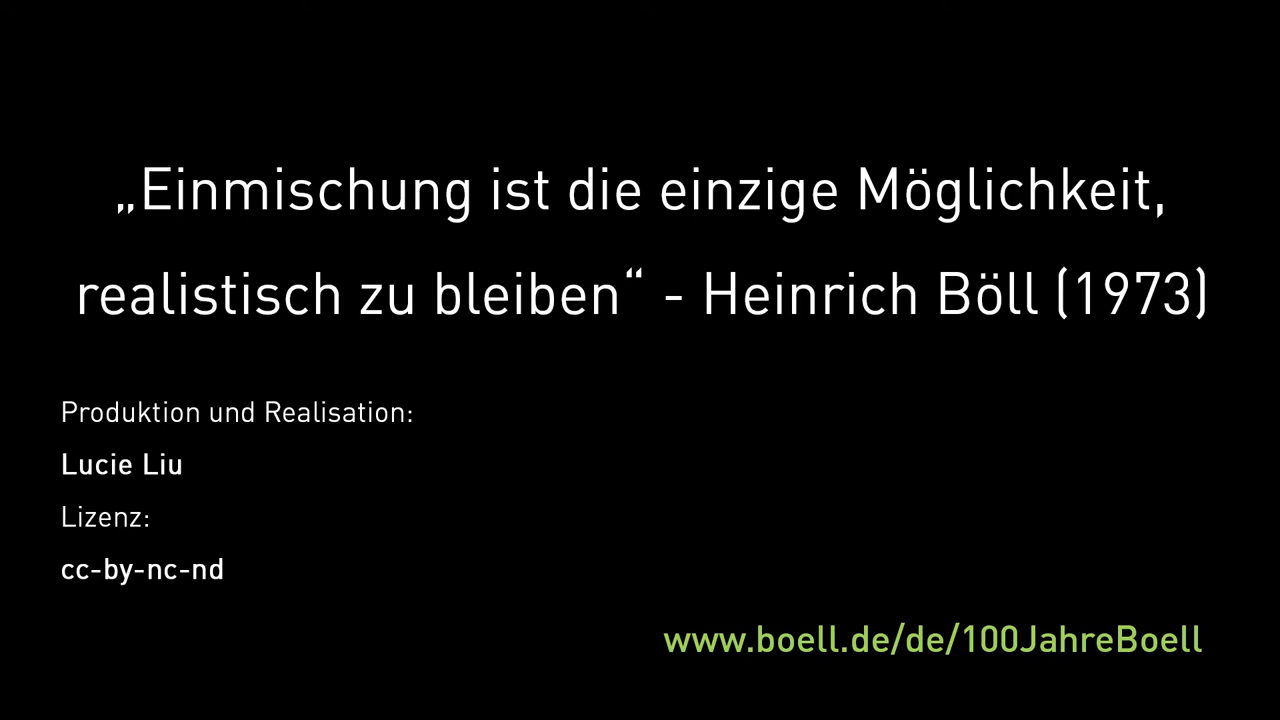 „Einmischung ist die einzige Möglichkeit,
realistisch zu bleiben“ - Heinrich Böll (1973)
Produktion und Realisation:
Lucie Liu
Lizenz:
cc-by-nc-nd
www.boell.de/de/100JahreBoell